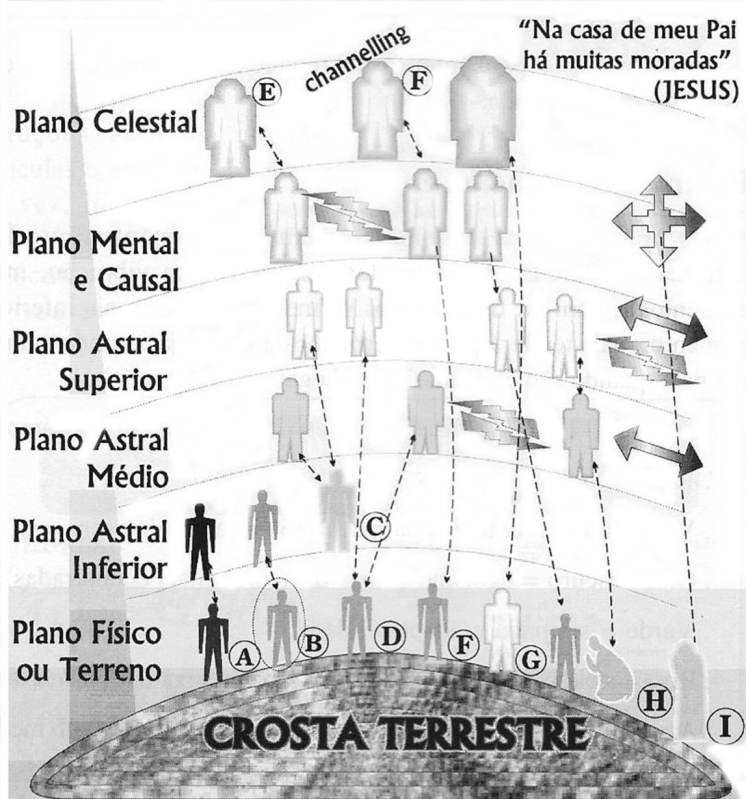 “Na casa de meu Pai
há muitas moradas”
(JESUS)
channelling
E
F
Plano Celestial
Plano Mental
e Causal
Plano Astral
Superior
Plano Astral
Médio
C
Plano Astral
Inferior
Plano Físico
ou Terreno
A
B
D
F
G
H
I
CROSTA TERRESTRE